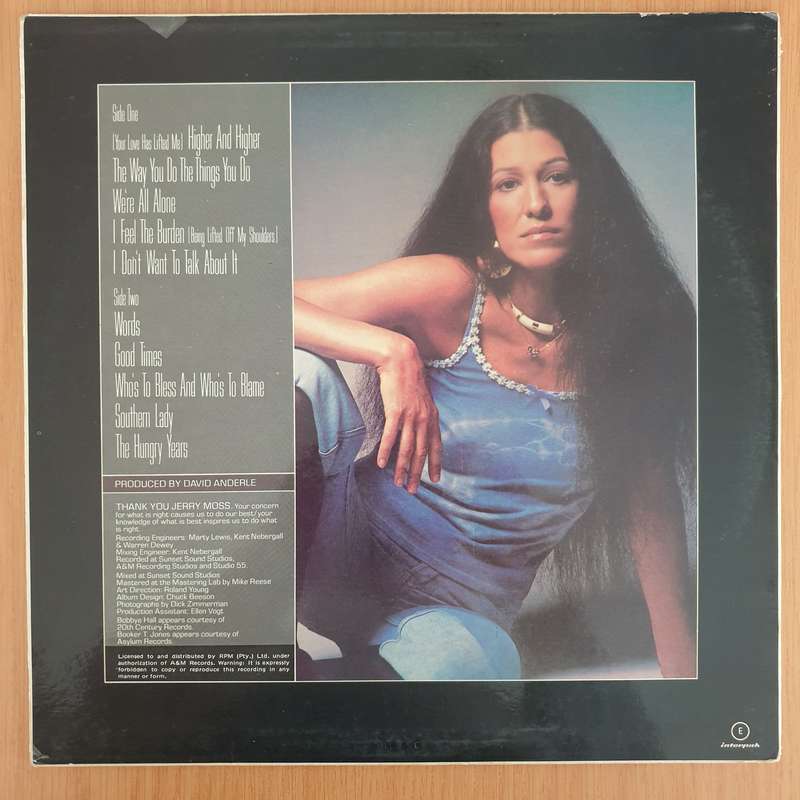 Side One
(Your Love Has Lifted Me) Higher And Higher
The Way You Do The Things You Do
We're All Alone
I Feel The Burden (Being Lifted Off My Shoulders)
I Don't Want To Talk About It
Side Two
Words
Good Times
Who's To Bless And Who's To Blame
Southern Lady
The Hungry Years
PRODUCED BY DAVID ANDERLE
THANK YOU JERRY MOSS. Your concern
for what is right causes us to do our best/your
knowledge of what is best inspires us to do what
is right.
Recording Engineers: Marty Lewis, Kent Nebergall
& Warren Dewey
Mixing Engineer: Kent Nebergall
Recorded at Sunset Sound Studios,
A&M Recording Studios and Studio 55.
Mixed at Sunset Sound Studios
Mastered at the Mastering Lab by Mike Reese
Art Direction: Roland Young
Album Design: Chuck Beeson
Photographs by Dick Zimmerman
Production Assistant: Ellen Vogt
Bobbye Hall appears courtesy of
20th Century Records.
Booker T. Jones appears courtesy of
Asylum Records.
Licensed to and distributed by RPM (Pty.) Ltd. under
authorization of A&M Records. Warning: It is expressly
forbidden to copy or reproduce this recording in any
manner or form.
E
interpak